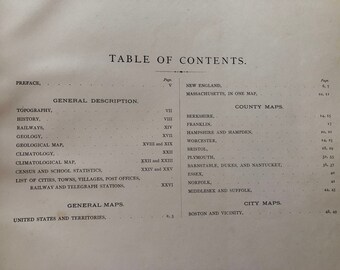 TABLE OF CONTENTS.
Page
PREFACE, V
GENERAL DESCRIPTION.
TOPOGRAPHY, VII
HISTORY, VIII
RAILWAYS, XIV
GEOLOGY, XVII
GEOLOGICAL MAP, XVIII AND XIX
CLIMATOLOGY, XXII
CLIMATOLOGICAL MAP, XXII AND XXIII
CENSUS AND SCHOOL STATISTICS, XXIV AND XXV
LIST OF CITIES, TOWNS, VILLAGES, POST OFFICES,
RAILWAY AND TELEGRAPH STATIONS, XXVI
GENERAL MAPS.
UNITED STATES AND TERRITORIES, 2, 3
Page
NEW ENGLAND,
MASSACHUSETTS, IN ONE MAP, 10, 11
COUNTY MAPS.
BERKSHIRE,
FRANKLIN,
HAMPSHIRE AND HAMPDEN,
WORCESTER,
BRISTOL,
PLYMOUTH,
BARNSTABLE, DUKES, AND NANTUCKET,
ESSEX,
NORFOLK,
MIDDLESEX AND SUFFOLK,
CITY MAPS.
BOSTON AND VICINITY,